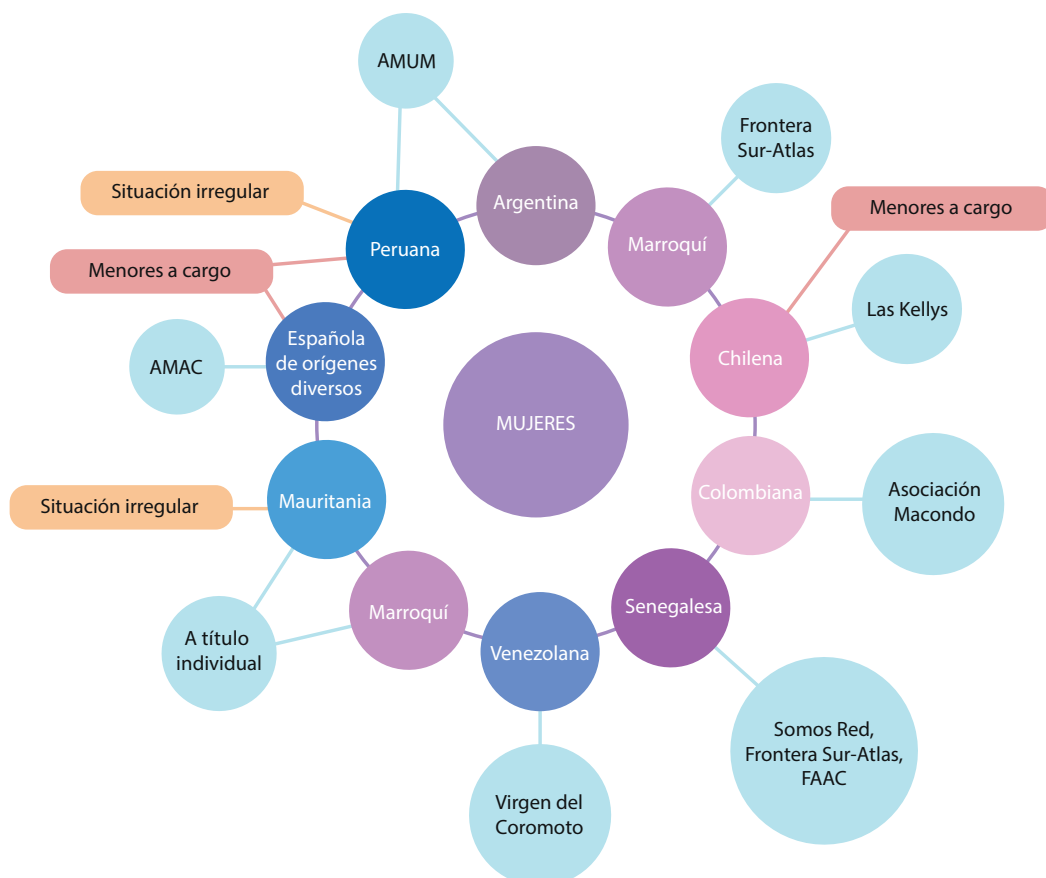 AMUM
Frontera
Sur-Atlas
Situación irregular
Argentina
Menores a cargo
Peruana
Marroquí
Menores a cargo
Las Kellys
Española
de orígenes
diversos
Chilena
AMAC
MUJERES
Mauritania
Colombiana
Asociación
Macondo
Situación irregular
Marroquí
Senegalesa
A título
individual
Venezolana
Somos Red,
Frontera Sur-Atlas,
FAAC
Virgen del
Coromoto